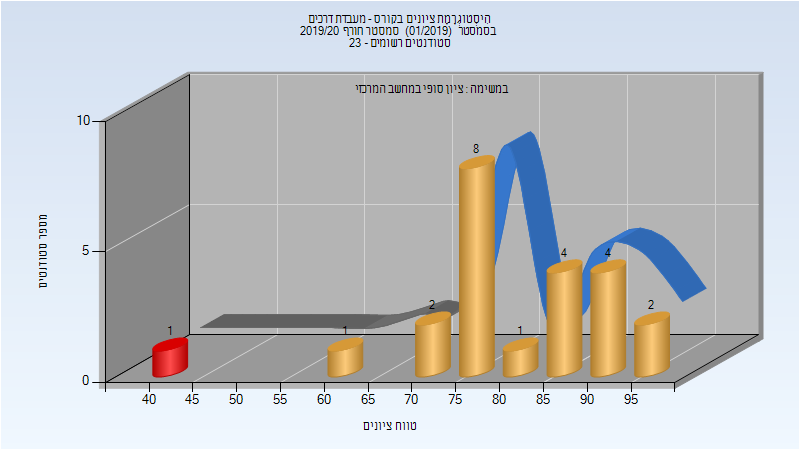 היסטוגרמת ציונים בקורס - מעבדת דרכים
בסמסטר (01/2019) סמסטר חורף 2019/20
סטודנטים רשומים - 23
במשימה : ציון סופי במחשב המרכזי
מספר סטודנטים
10
5
0
1
1
2
8
1
4
4
2
40 45 50 55 60 65 70 75 80 85 90 95
טווח ציונים